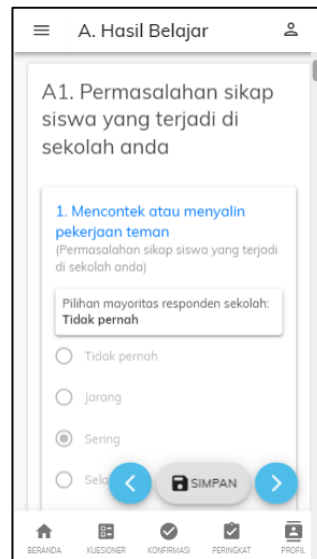 A. Hasil Belajar
A1. Permasalahan sikap
siswa yang terjadi di
sekolah anda
1. Mencontek atau menyalin
pekerjaan teman
(Permasalahan sikap siswa yang terjadi
di sekolah anda)
Pilihan mayoritas responden sekolah:
Tidak pernah
Tidak pernah
Jarang
Sering
SIMPAN
BERANDA KUESIONER KONFIRMASI PERINGKAT PROFIL